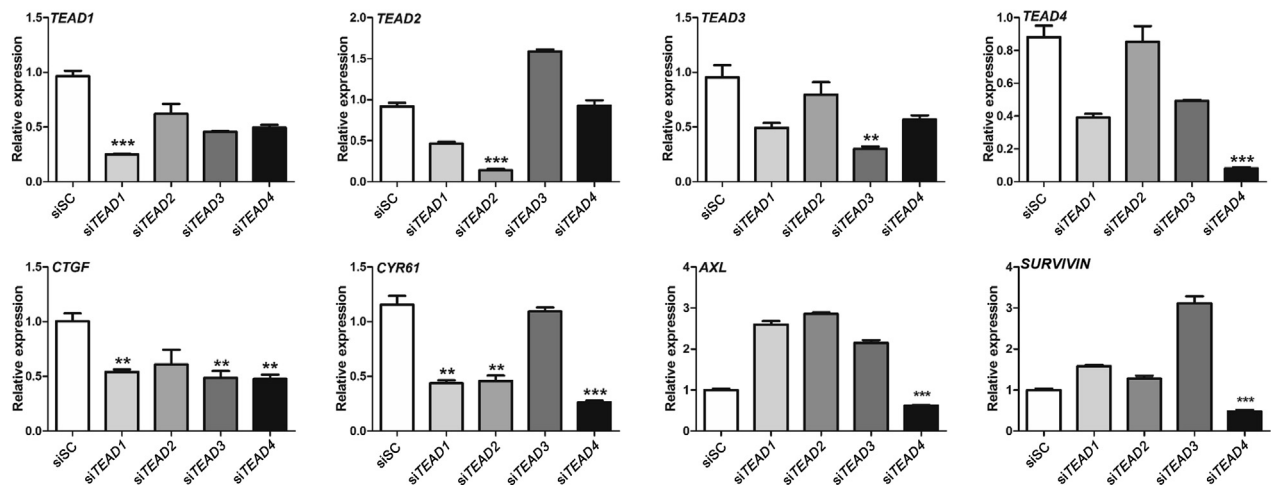 TEAD1
Relative expression
1.5
1.0
0.5
0.0
***
siSC
siTEAD1
siTEAD2
siTEAD3
siTEAD4
TEAD2
Relative expression
2.0
1.5
1.0
0.5
0.0
***
siSC
siTEAD1
siTEAD2
siTEAD3
siTEAD4
TEAD3
Relative expression
1.5
1.0
0.5
0.0
**
siSC
siTEAD1
siTEAD2
siTEAD3
siTEAD4
TEAD4
Relative expression
1.0
0.8
0.6
0.4
0.2
0.0
***
siSC
siTEAD1
siTEAD2
siTEAD3
siTEAD4
CTGF
Relative expression
1.5
1.0
0.5
0.0
** ** **
siSC
siTEAD1
siTEAD2
siTEAD3
siTEAD4
CYR61
Relative expression
1.5
1.0
0.5
0.0
** ** ***
siSC
siTEAD1
siTEAD2
siTEAD3
siTEAD4
AXL
Relative expression
4
3
2
1
0
***
siSC
siTEAD1
siTEAD2
siTEAD3
siTEAD4
SURVIVIN
Relative expression
4
3
2
1
0
***
siSC
siTEAD1
siTEAD2
siTEAD3
siTEAD4